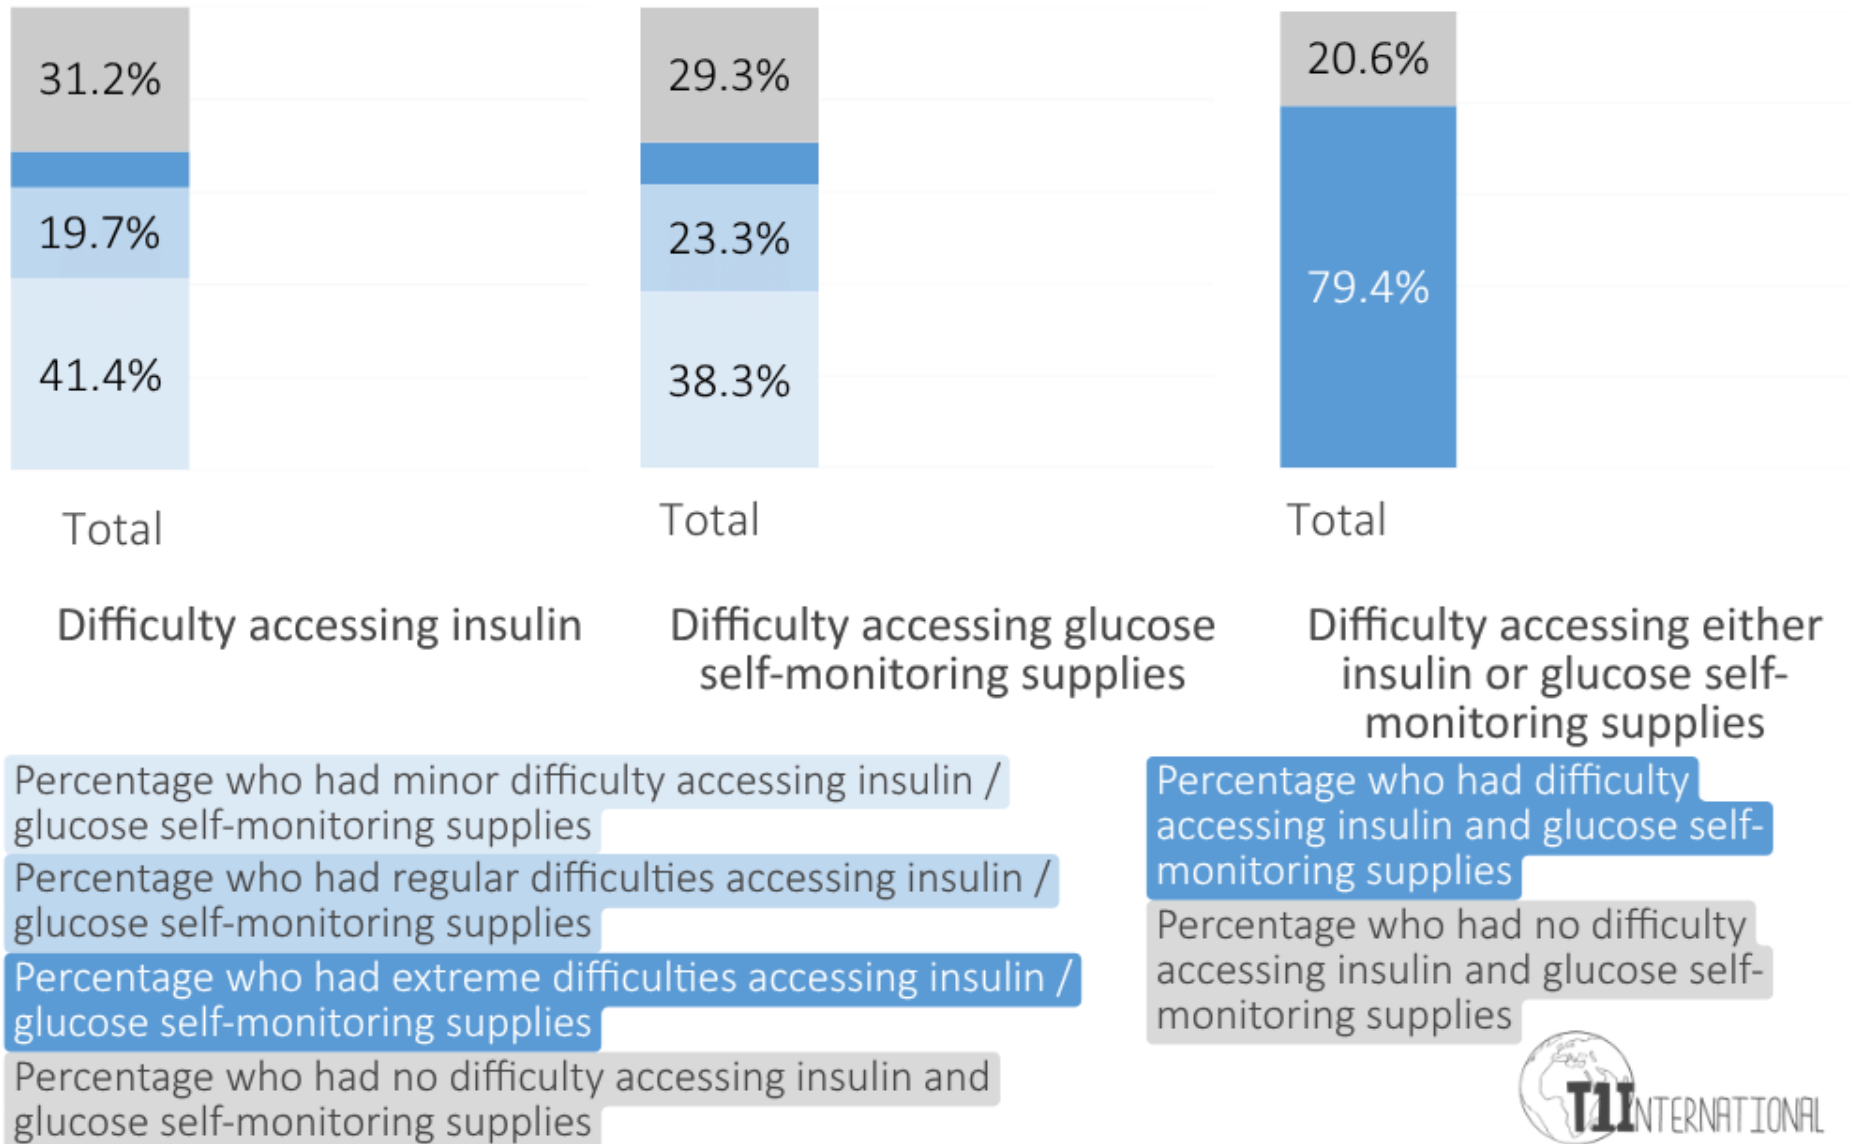 31.2%
19.7%
41.4%
Total
Difficulty accessing insulin
29.3%
23.3%
38.3%
Total
Difficulty accessing glucose
self-monitoring supplies
20.6%
79.4%
Total
Difficulty accessing either
insulin or glucose self-
monitoring supplies
Percentage who had minor difficulty accessing insulin /
glucose self-monitoring supplies
Percentage who had regular difficulties accessing insulin /
glucose self-monitoring supplies
Percentage who had extreme difficulties accessing insulin /
glucose self-monitoring supplies
Percentage who had no difficulty accessing insulin and
glucose self-monitoring supplies
Percentage who had difficulty
accessing insulin and glucose self-
monitoring supplies
Percentage who had no difficulty
accessing insulin and glucose self-
monitoring supplies
T1INTERNATIONAL